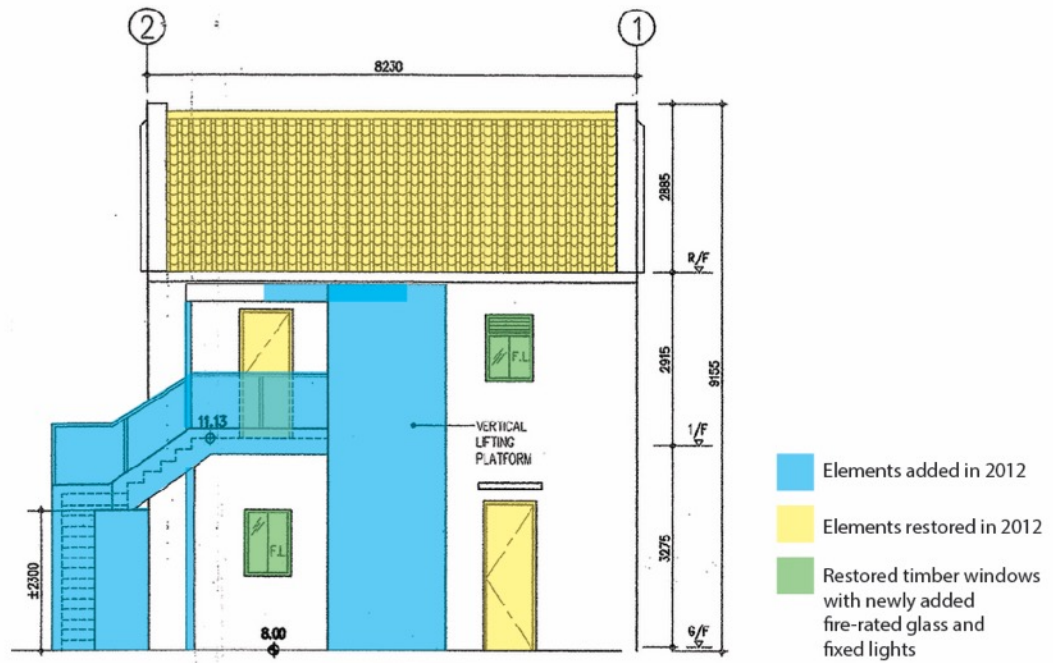 2
1
8230
2885
R/F
2915
9155
F.L.
11.13
VERTICAL
LIFTING
PLATFORM
1/F
3275
F.L.
±2300
8.00
G/F
Elements added in 2012
Elements restored in 2012
Restored timber windows
with newly added
fire-rated glass and
fixed lights